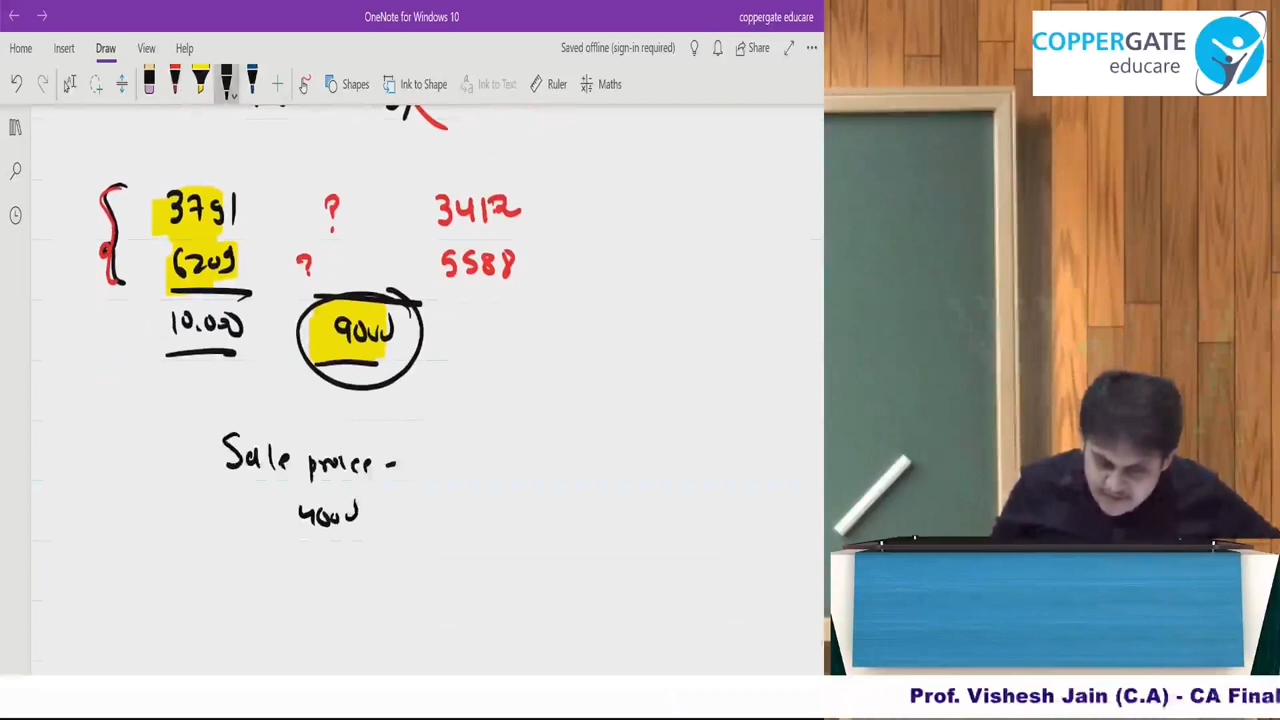 OneNote for Windows 10
coppergate educare
Home Insert Draw View Help
Saved offline (sign-in required)
Share
Shapes
Ink to Shape
Ink to Text
Ruler
Maths
COPPERGATE
educare
3791 ? 3412
6209 ? 5588
10,000 9000
Sale price -
4000
Prof. Vishesh Jain (C.A) - CA Final